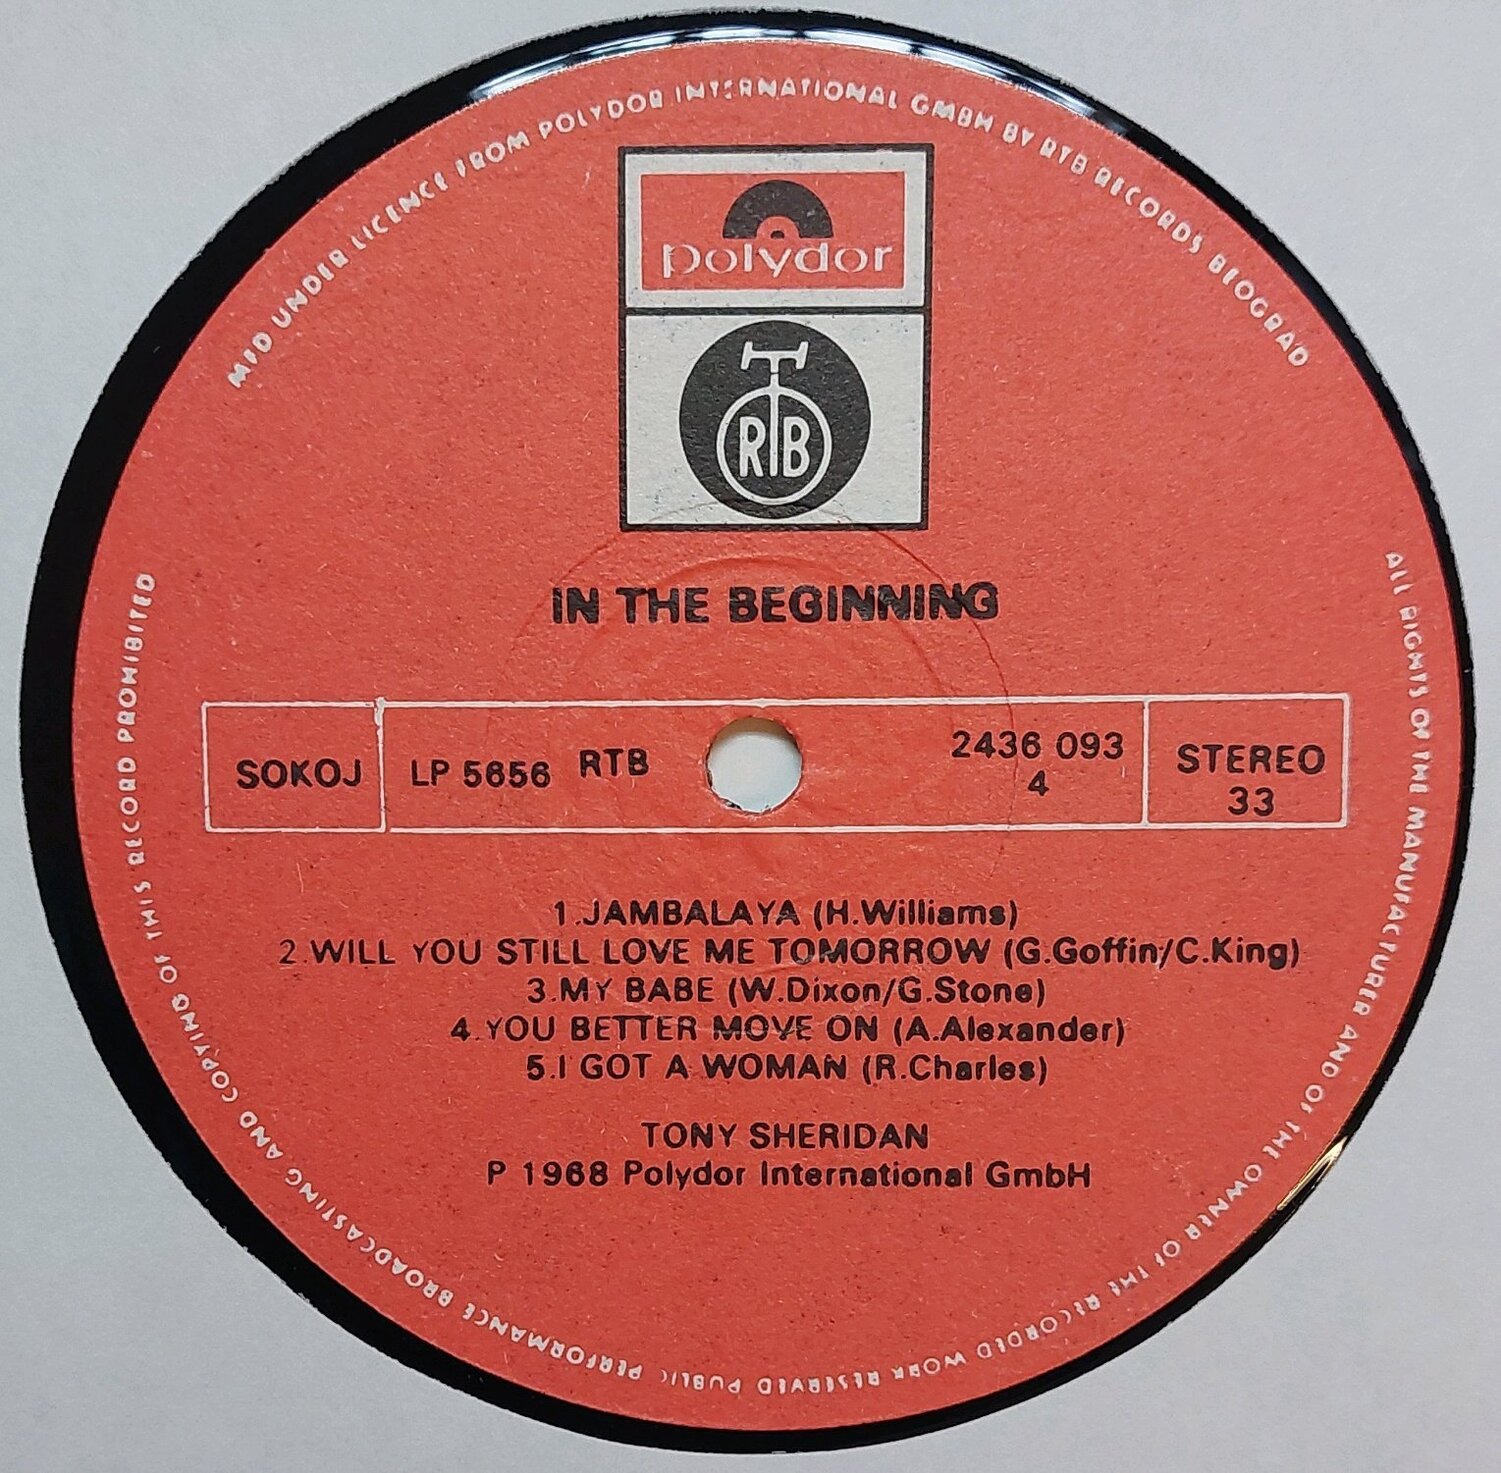 MFD UNDER LICENCE FROM POLYDOR INTERNATIONAL GMBH BY RTB RECORDS BEOGRAD
polydor
RTB
IN THE BEGINNING
SOKOJ LP 5656 RTB 2436 093 STEREO
4 33
1.JAMBALAYA (H.Williams)
2.WILL YOU STILL LOVE ME TOMORROW (G.Goffin/C.King)
3.MY BABE (W.Dixon/G.Stone)
4.YOU BETTER MOVE ON (A.Alexander)
5.I GOT A WOMAN (R.Charles)
TONY SHERIDAN
P 1968 Polydor International GmbH
ALL RIGHTS OF THE MANUFACTURER AND OF THE OWNER OF THE RECORDED WORK RESERVED PUBLIC PERFORMANCE BROADCASTING AND COPYING OF THIS RECORD PROHIBITED